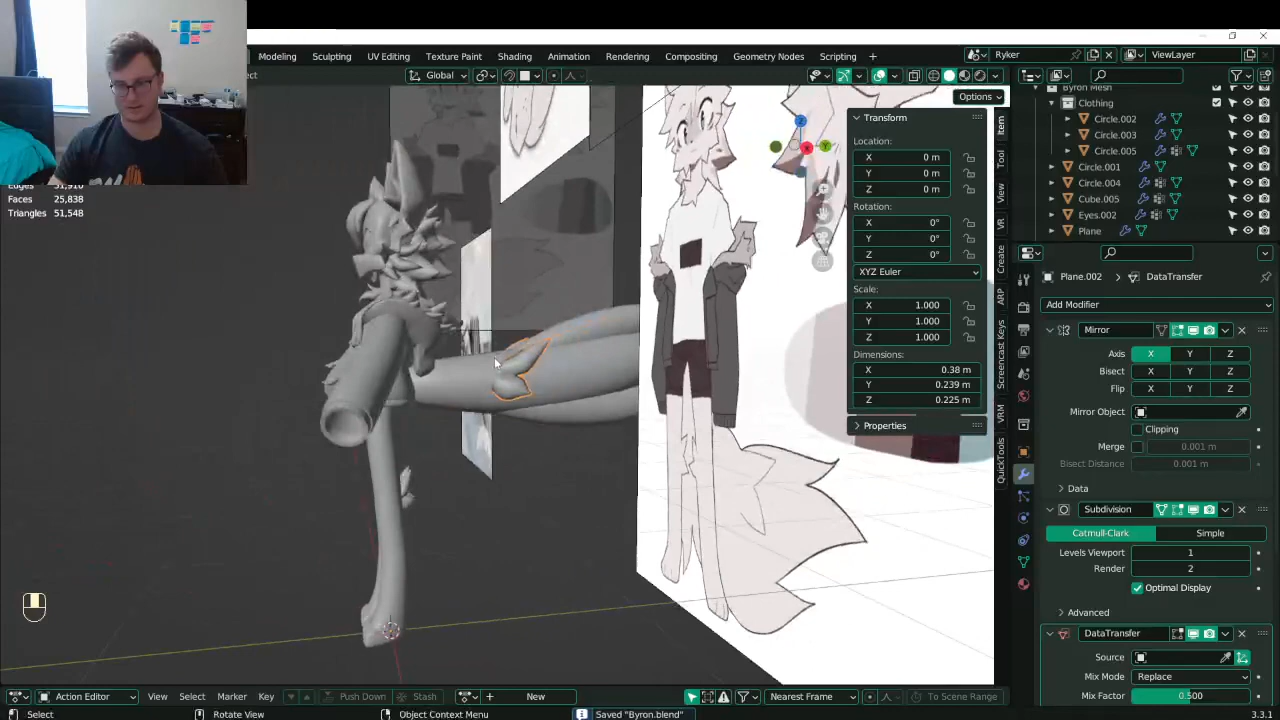 Modeling Sculpting UV Editing Texture Paint Shading Animation Rendering Compositing Geometry Nodes Scripting
Ryker
ViewLayer
Global
Options
Faces 25,838
Triangles 51,548
Transform
Location:
X 0 m
Y 0 m
Z 0 m
Rotation:
X 0°
Y 0°
Z 0°
XYZ Euler
Scale:
X 1.000
Y 1.000
Z 1.000
Dimensions:
X 0.38 m
Y 0.239 m
Z 0.225 m
Properties
Item
Tool
View
VR
Create
ARP
Screencast Keys
VRM
QuickTools
Byron Mesh
Clothing
Circle.002
Circle.003
Circle.005
Circle.001
Circle.004
Cube.005
Eyes.002
Plane
Plane.002 DataTransfer
Add Modifier
Mirror
Axis X Y Z
Bisect X Y Z
Flip X Y Z
Mirror Object
Clipping
Merge 0.001 m
Bisect Distance 0.001 m
Data
Subdivision
Catmull-Clark Simple
Levels Viewport 1
Render 2
Optimal Display
Advanced
DataTransfer
Source
Mix Mode Replace
Mix Factor 0.500
Action Editor View Select Marker Key Push Down Stash New Nearest Frame To Scene Range
Select Rotate View Object Context Menu Saved "Byron.blend" 3.3.1